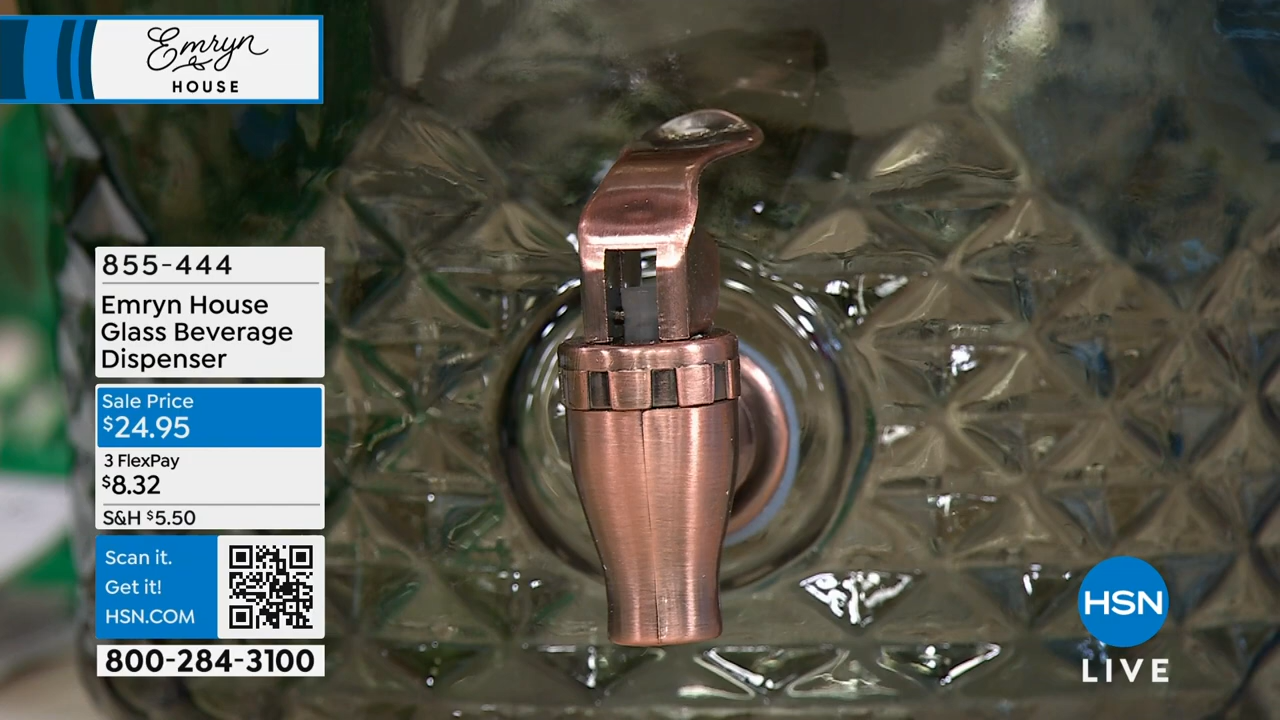 Emryn
HOUSE
855-444
Emryn House
Glass Beverage
Dispenser
Sale Price
$24.95
3 FlexPay
$8.32
S&H $5.50
Scan it.
Get it!
HSN.COM
800-284-3100
HSN
LIVE